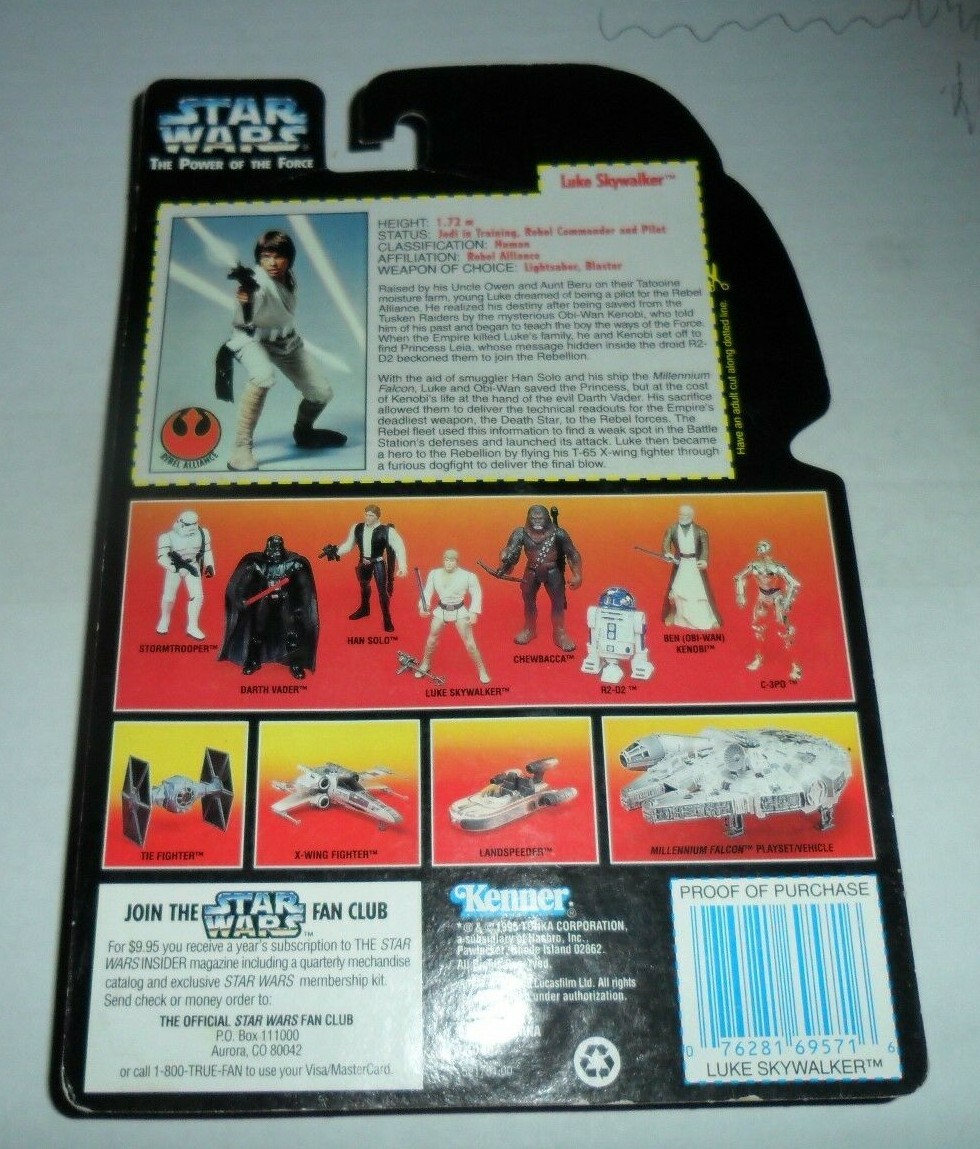 STAR
WARS
THE POWER OF THE FORCE
Luke Skywalker™
HEIGHT: 1.72 m
STATUS: Jedi in Training, Rebel Commander and Pilot
CLASSIFICATION: Human
AFFILIATION: Rebel Alliance
WEAPON OF CHOICE: Lightsaber, Blaster
Raised by his Uncle Owen and Aunt Beru on their Tatooine
moisture farm, young Luke dreamed of being a pilot for the Rebel
Alliance. He realized his destiny after being saved from the
Tusken Raiders by the mysterious Obi-Wan Kenobi, who told
him of his past and began to teach the boy the ways of the Force.
When the Empire killed Luke's family, he and Kenobi set off to
find Princess Leia, whose message hidden inside the droid R2-
D2 beckoned them to join the Rebellion.
With the aid of smuggler Han Solo and his ship the Millennium
Falcon, Luke and Obi-Wan saved the Princess, but at the cost
of Kenobi's life at the hand of the evil Darth Vader. His sacrifice
allowed them to deliver the technical readouts for the Empire's
deadliest weapon, the Death Star, to the Rebel forces. The
Rebel fleet used this information to find a weak spot in the Battle
Station's defenses and launched its attack. Luke then became
a hero to the Rebellion by flying his T-65 X-wing fighter through
a furious dogfight to deliver the final blow.
REBEL ALLIANCE
Have an adult cut along dotted line.
STORMTROOPER™
DARTH VADER™
HAN SOLO™
LUKE SKYWALKER™
CHEWBACCA™
R2-D2™
BEN (OBI-WAN)
KENOBI™
C-3PO™
TIE FIGHTER™
X-WING FIGHTER™
LANDSPEEDER™
MILLENNIUM FALCON™ PLAYSET/VEHICLE
JOIN THE STAR WARS™ FAN CLUB
For $9.95 you receive a year's subscription to THE STAR
WARS INSIDER magazine including a quarterly mechandise
catalog and exclusive STAR WARS membership kit.
Send check or money order to:
THE OFFICIAL STAR WARS FAN CLUB
P.O. Box 111000
Aurora, CO 80042
or call 1-800-TRUE-FAN to use your Visa/MasterCard.
Kenner®
*® & © 1995 TONKA CORPORATION,
a subsidiary of Hasbro, Inc.,
Pawtucket, Rhode Island 02862.
All Rights Reserved.
Lucasfilm Ltd. All rights
under authorization.
PROOF OF PURCHASE
0 76281 69571 6
LUKE SKYWALKER™